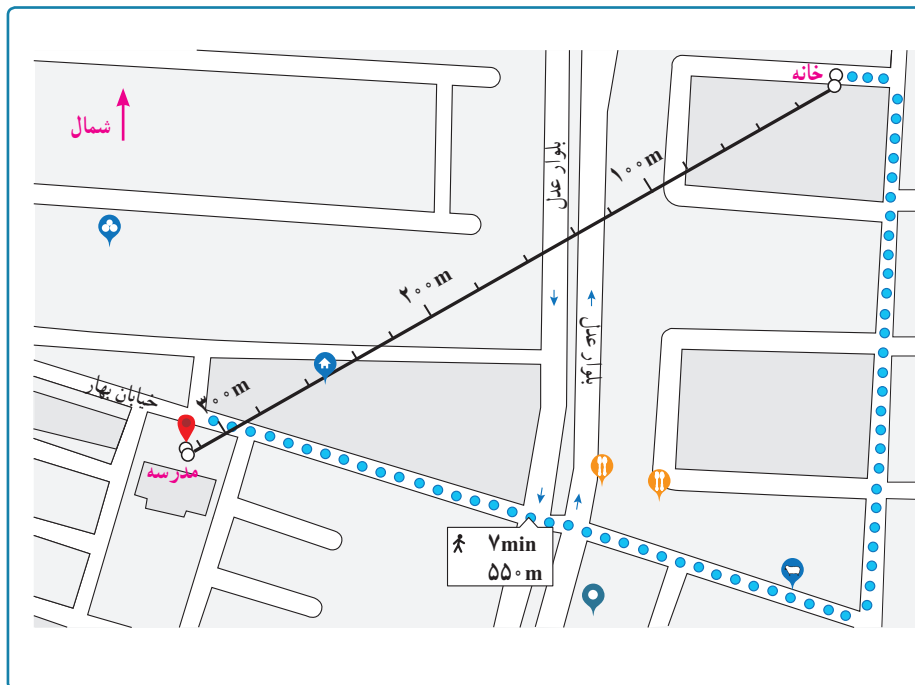 خانه
شمال
بلوار عدل
۱۰۰m
۲۰۰m
بلوار عدل
۳۰۰m
خیابان بهار
مدرسه
۷min
۵۵۰m